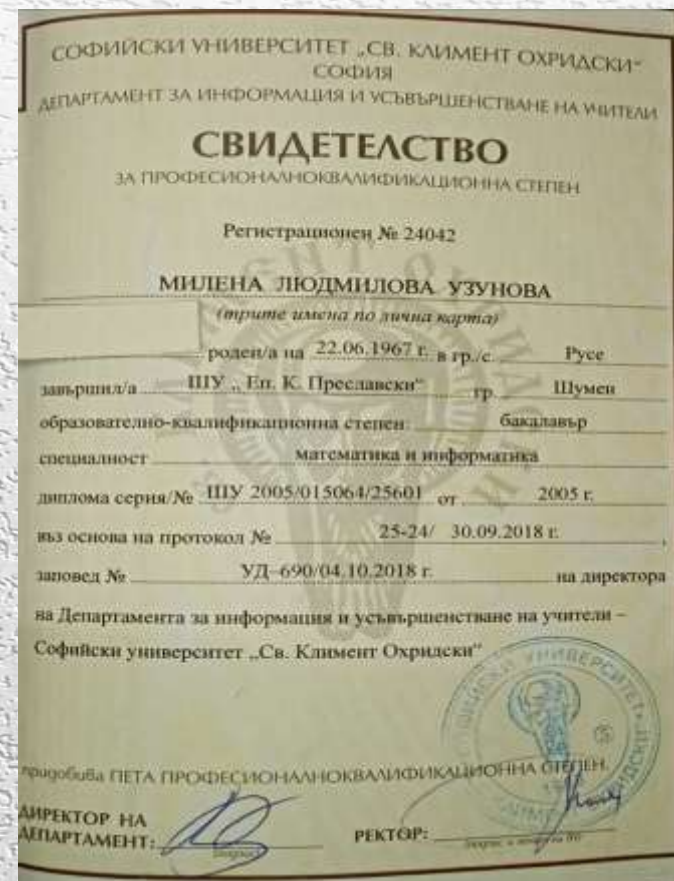 СОФИЙСКИ УНИВЕРСИТЕТ „СВ. КЛИМЕНТ ОХРИДСКИ“
СОФИЯ
ДЕПАРТАМЕНТ ЗА ИНФОРМАЦИЯ И УСЪВЪРШЕНСТВАНЕ НА УЧИТЕЛИ
СВИДЕТЕЛСТВО
ЗА ПРОФЕСИОНАЛНОКВАЛИФИКАЦИОННА СТЕПЕН
Регистрационен № 24042
МИЛЕНА ЛЮДМИЛОВА УЗУНОВА
(трите имена по лична карта)
роден/а на 22.06.1967 г. в гр./с. Русе
завършил/а ШУ „ Еп. К. Преславски“ гр. Шумен
образователно-квалификационна степен бакалавър
специалност математика и информатика
диплома серия/№ ШУ 2005/015064/25601 от 2005 г.
въз основа на протокол № 25-24/ 30.09.2018 г.,
заповед № УД–690/04.10.2018 г. на директора
на Департамента за информация и усъвършенстване на учители –
Софийски университет „Св. Климент Охридски“
придобива ПЕТА ПРОФЕСИОНАЛНОКВАЛИФИКАЦИОННА СТЕПЕН.
ДИРЕКТОР НА
ДЕПАРТАМЕНТ:
РЕКТОР: